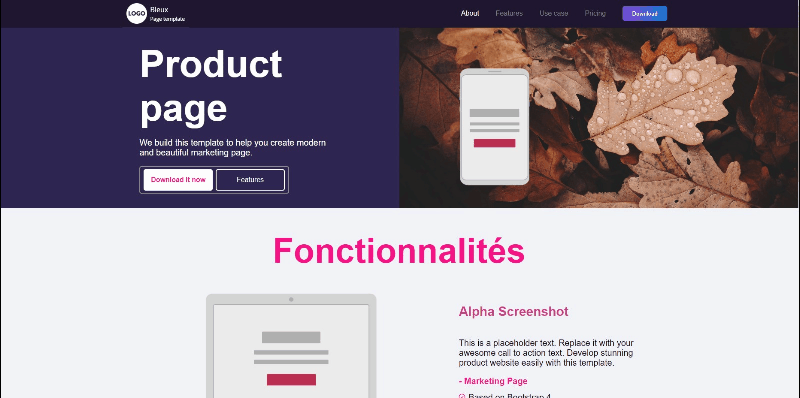 LOGO
Bleux
Page template
About
Features
Use case
Pricing
Download
Product
page
We build this template to help you create modern
and beautiful marketing page.
Download it now
Features
Fonctionnalités
Alpha Screenshot
This is a placeholder text. Replace it with your
awesome call to action text. Develop stunning
product website easily with this template.
- Marketing Page
Based on Bootstrap 4